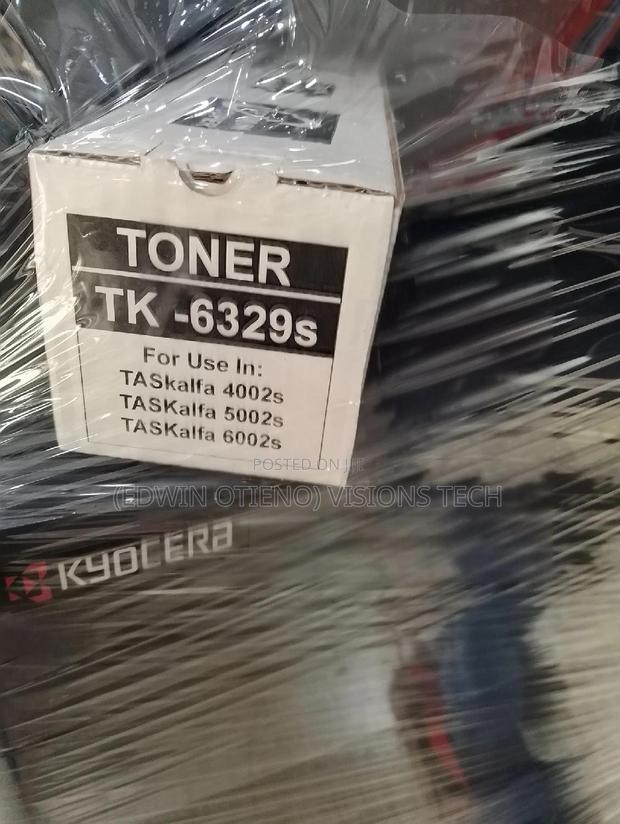 TONER
TK -6329s
For Use In:
TASKalfa 4002s
TASKalfa 5002s
TASKalfa 6002s
POSTED ON JIJI
(EDWIN OTIENO) VISIONS TECH
KYOCERA